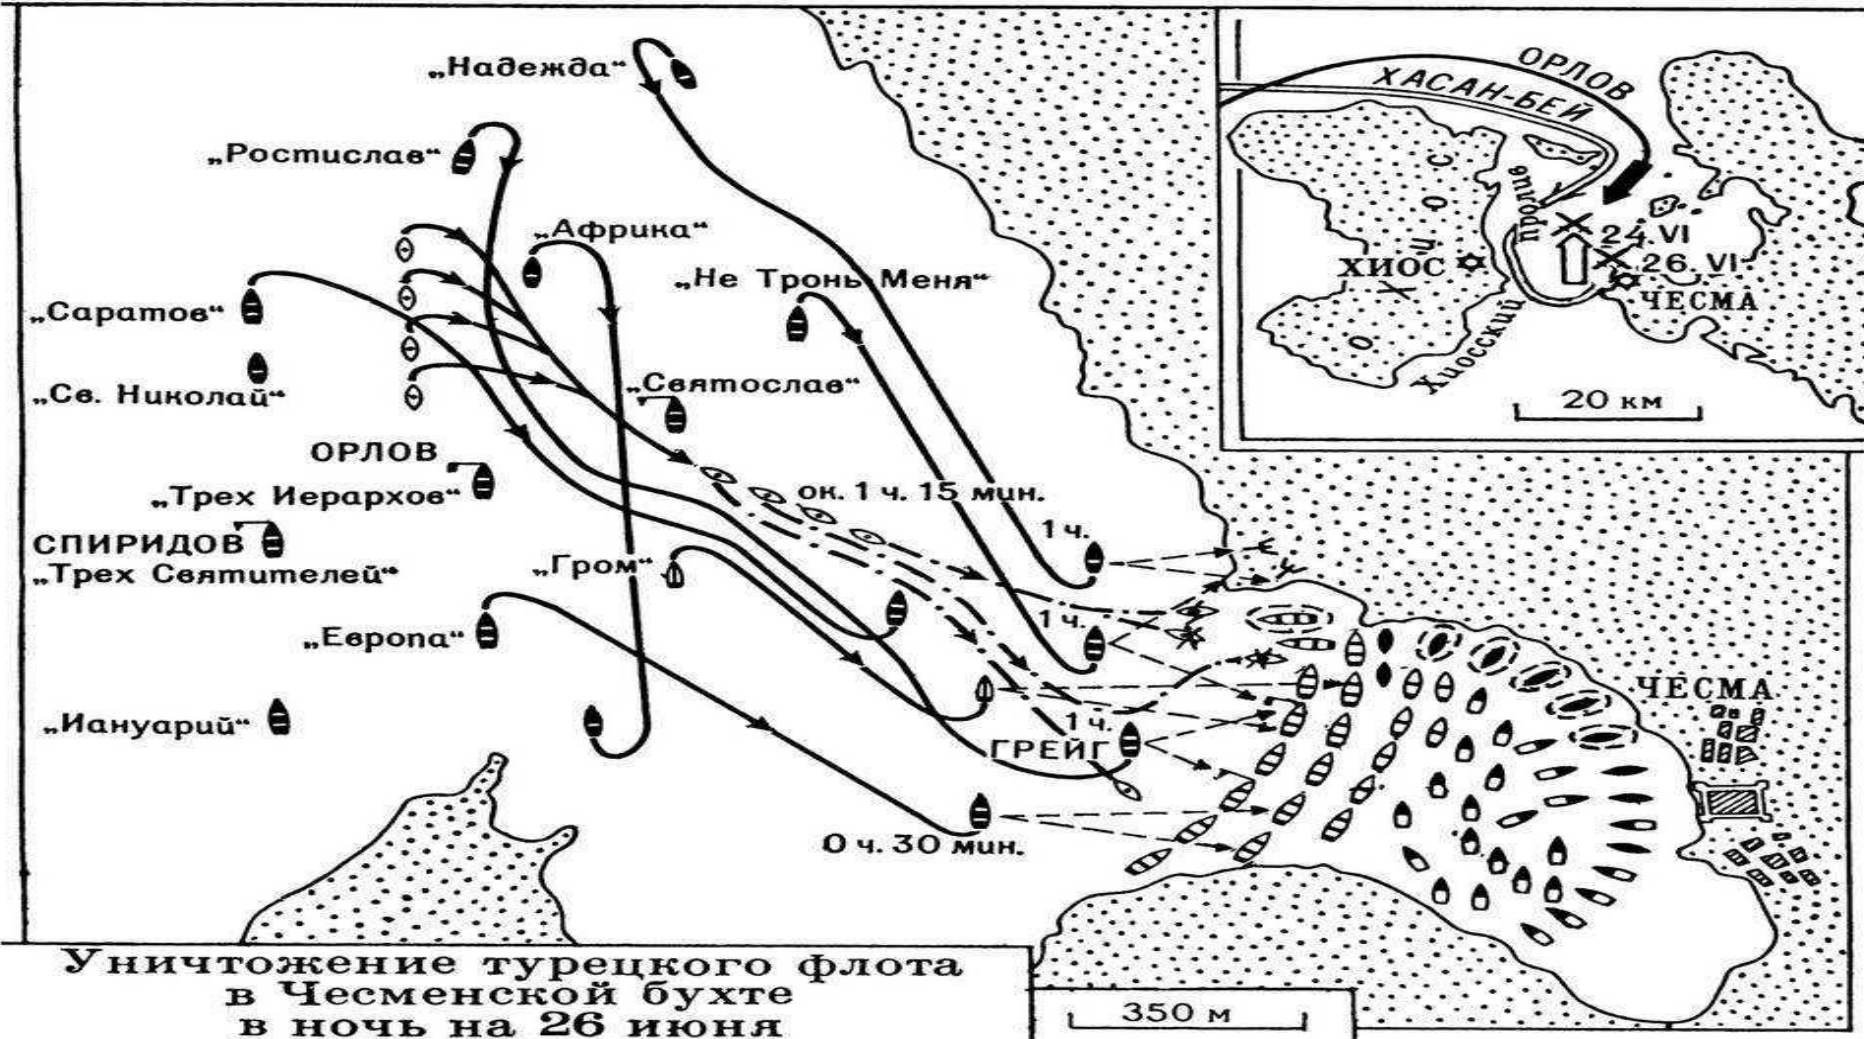 „Надежда“
„Ростислав“
„Африка“
„Не Тронь Меня“
„Саратов“
„Св. Николай“
„Святослав“
ОРЛОВ
„Трех Иерархов“
ок. 1 ч. 15 мин.
1 ч.
СПИРИДОВ
„Трех Святителей“
„Гром“
1 ч.
„Европа“
„Иануарий“
1 ч.
ГРЕЙГ
0 ч. 30 мин.
ЧЕСМА
ОРЛОВ
ХАСАН-БЕЙ
О. ХИОС
ХИОС
Хиосский
пролив
24.VI
26.VI
ЧЕСМА
20 км
Уничтожение турецкого флота
в Чесменской бухте
в ночь на 26 июня
350 м